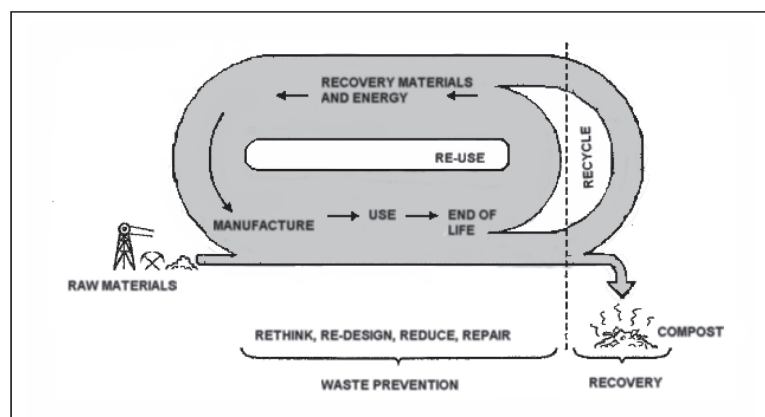 RECOVERY MATERIALS
AND ENERGY
RE-USE
RECYCLE
MANUFACTURE
USE
END OF
LIFE
RAW MATERIALS
COMPOST
RETHINK, RE-DESIGN, REDUCE, REPAIR
WASTE PREVENTION
RECOVERY